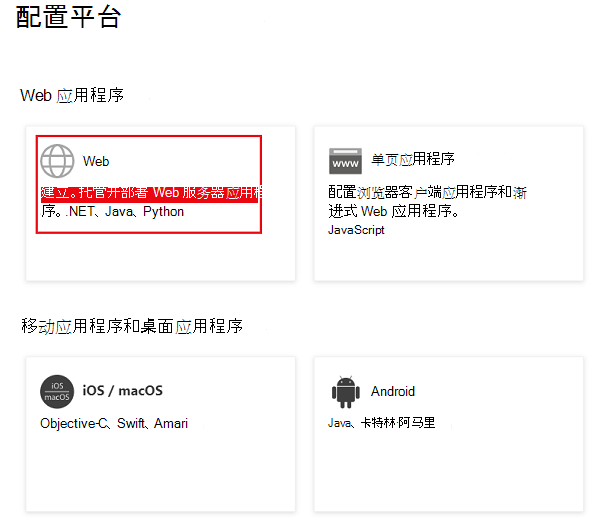 配置平台
Web 应用程序
Web
建立。托管并部署 Web 服务器应用程
序。.NET、Java、Python
www
单页应用程序
配置浏览器客户端应用程序和渐
进式 Web 应用程序。
JavaScript
移动应用程序和桌面应用程序
iOS
macOS
iOS / macOS
Objective-C、Swift、Amari
Android
Java、卡特林·阿马里